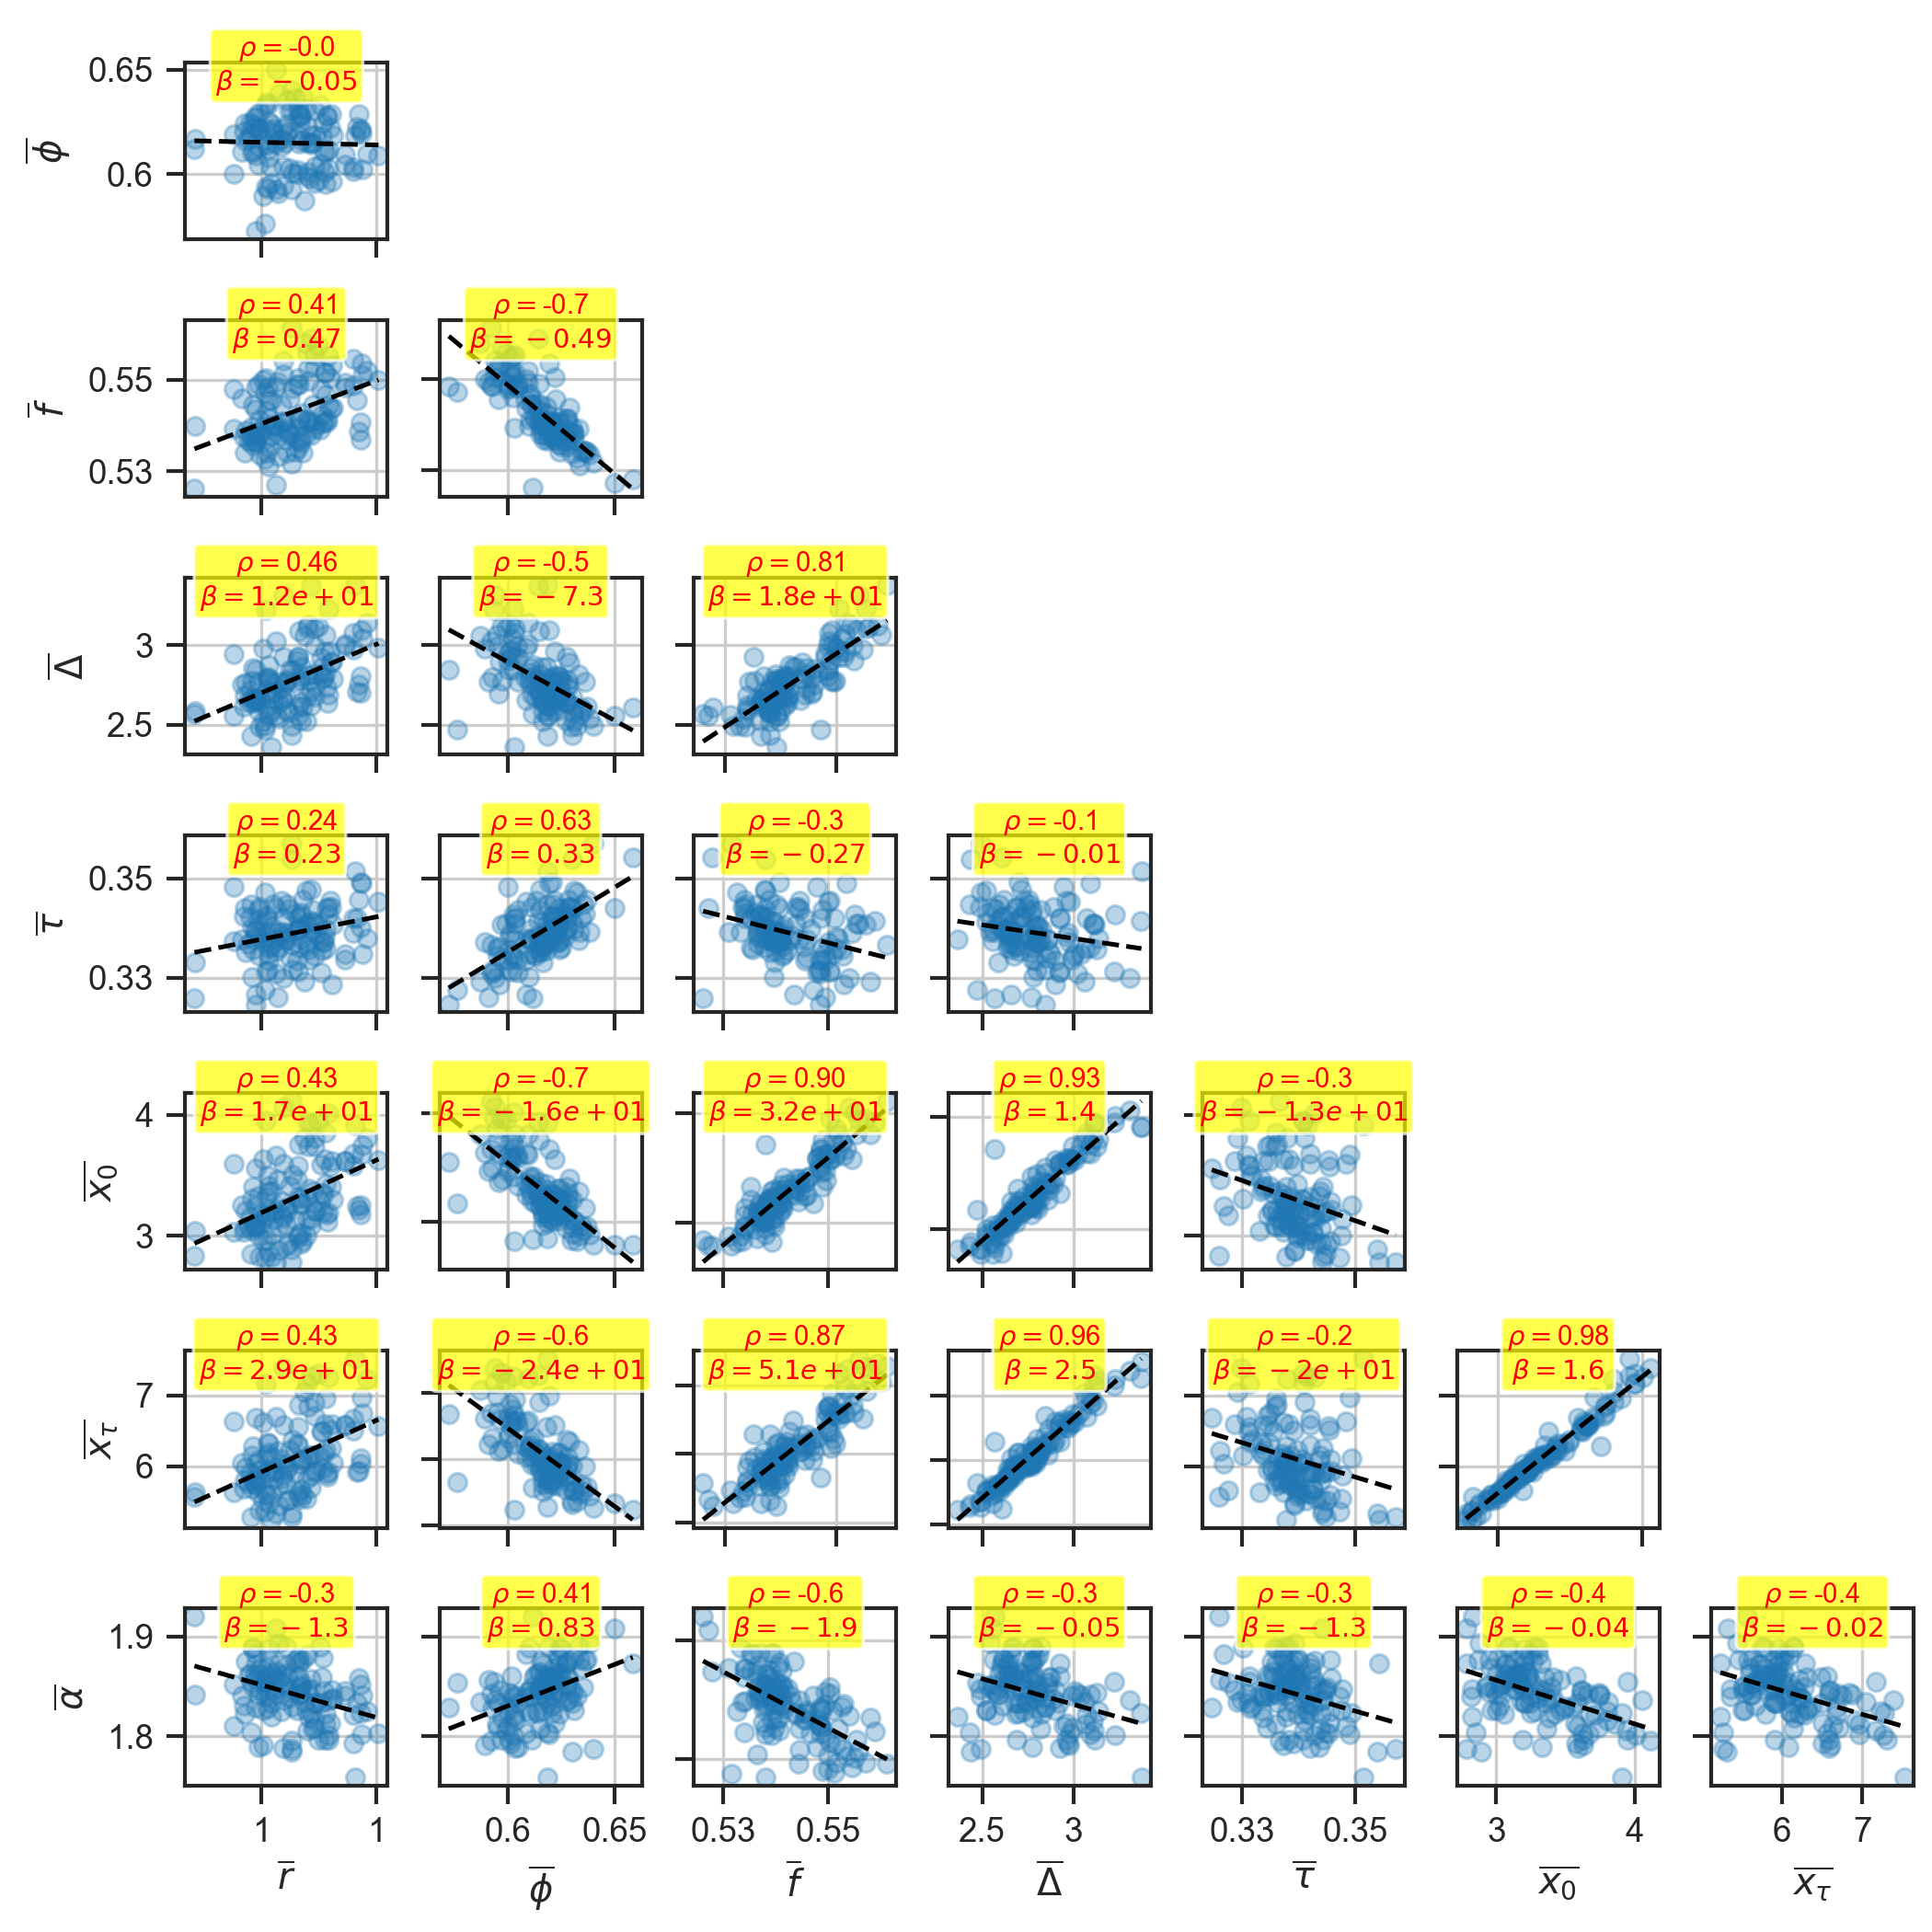 ρ = -0.0
β = −0.05
0.65
0.6
ϕ̅
ρ = 0.41
β = 0.47
ρ = -0.7
β = −0.49
0.55
0.53
f̅
ρ = 0.46
β = 1.2e + 01
ρ = -0.5
β = −7.3
ρ = 0.81
β = 1.8e + 01
3
2.5
Δ̅
ρ = 0.24
β = 0.23
ρ = 0.63
β = 0.33
ρ = -0.3
β = −0.27
ρ = -0.1
β = −0.01
0.35
0.33
τ̅
ρ = 0.43
β = 1.7e + 01
ρ = -0.7
β = −1.6e + 01
ρ = 0.90
β = 3.2e + 01
ρ = 0.93
β = 1.4
ρ = -0.3
β = −1.3e + 01
4
3
x̅₀
ρ = 0.43
β = 2.9e + 01
ρ = -0.6
β = −2.4e + 01
ρ = 0.87
β = 5.1e + 01
ρ = 0.96
β = 2.5
ρ = -0.2
β = −2e + 01
ρ = 0.98
β = 1.6
7
6
x̅_τ
ρ = -0.3
β = −1.3
ρ = 0.41
β = 0.83
ρ = -0.6
β = −1.9
ρ = -0.3
β = −0.05
ρ = -0.3
β = −1.3
ρ = -0.4
β = −0.04
ρ = -0.4
β = −0.02
1.9
1.8
α̅
1 1 0.6 0.65 0.53 0.55 2.5 3 0.33 0.35 3 4 6 7
r̅ ϕ̅ f̅ Δ̅ τ̅ x̅₀ x̅_τ